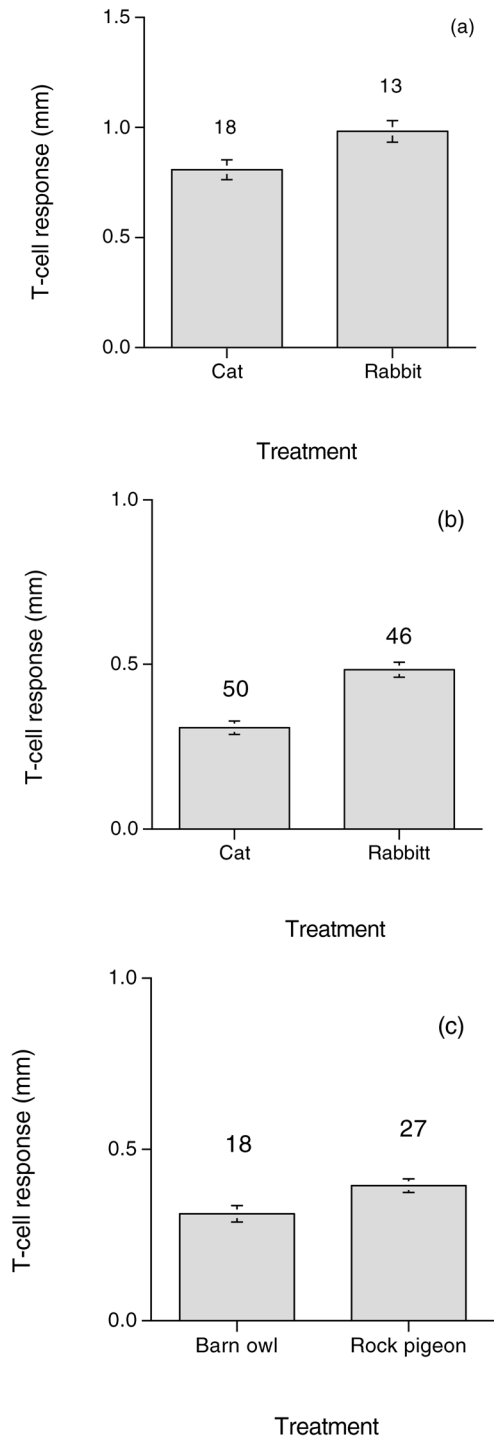 1.5
(a)
13
18
1.0
0.5
0.0
T-cell response (mm)
Cat Rabbit
Treatment
1.0
(b)
46
50
0.5
0.0
T-cell response (mm)
Cat Rabbitt
Treatment
1.0
(c)
27
18
0.5
0.0
T-cell response (mm)
Barn owl Rock pigeon
Treatment